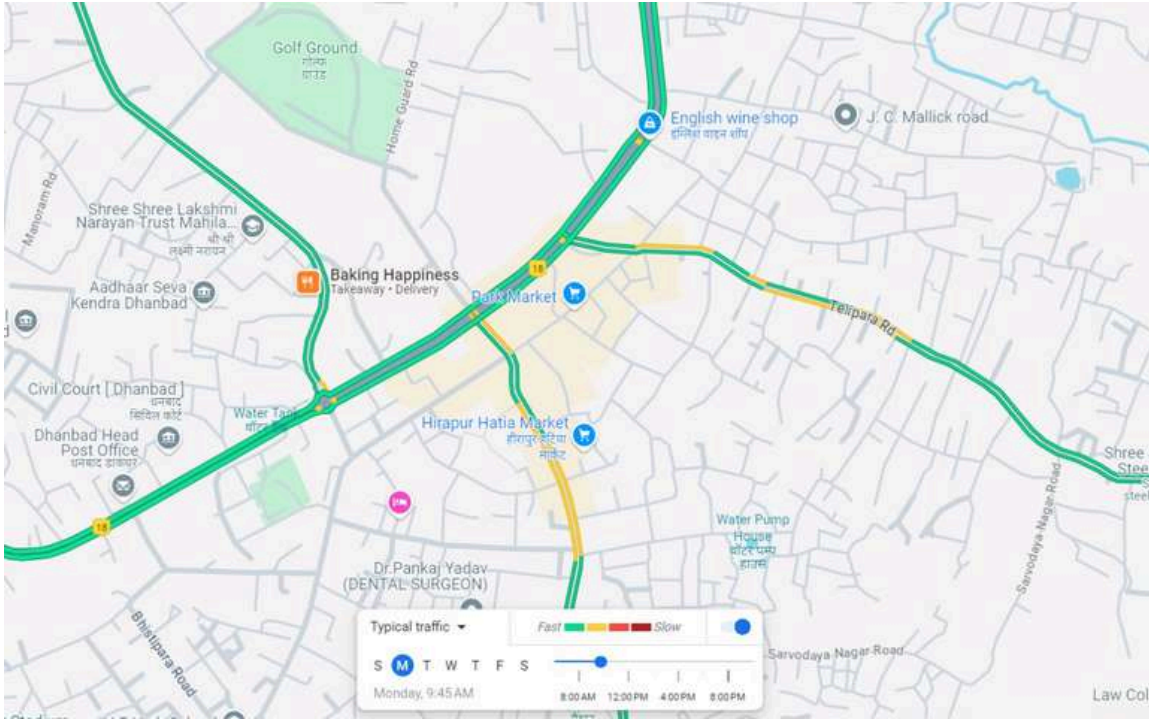 Golf Ground
गोल्फ
ग्राउंड
Home Guard Rd
English wine shop
इंग्लिश वाइन शॉप
J. C. Mallick road
Manoram Rd
Shree Shree Lakshmi
Narayan Trust Mahila...
श्री श्री
लक्ष्मी नारायन
Baking Happiness
Takeaway • Delivery
18
Park Market
Aadhaar Seva
Kendra Dhanbad
Telipara Rd
Civil Court [ Dhanbad ]
धनबाद
सिविल कोर्ट
Water Tank
Hirapur Hatia Market
हीरापुर हटिया
मार्केट
Dhanbad Head
Post Office
धनबाद डाकघर
Shree
Stee
steel
18
Water Pump
House
वॉटर पम्प
हाउस
Sarvodaya Nagar Road
Dr.Pankaj Yadav
(DENTAL SURGEON)
Bhistipara Road
Typical traffic
Fast
Slow
S M T W T F S
Monday, 9:45 AM
8:00 AM 12:00 PM 4:00 PM 8:00 PM
Sarvodaya Nagar Road
Law Col